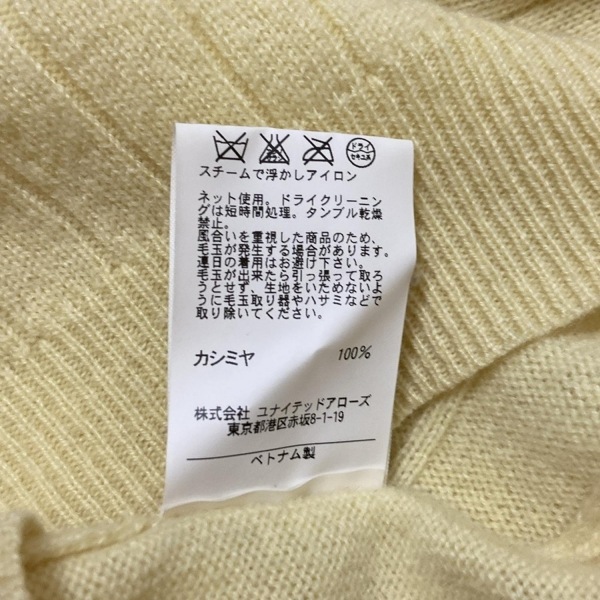 ドライ
セキユ系
スチームで浮かしアイロン
ネット使用。ドライクリーニン
グは短時間処理。タンブル乾燥
禁止。
風合いを重視した商品のため、
毛玉が発生する場合があります。
連日の着用はお避け下さい。
毛玉が出来たら引っ張って取ろ
うとせず、生地をいためないよ
うに毛玉取り器やハサミなどで
取り除いてください。
カシミヤ 100%
株式会社 ユナイテッドアローズ
東京都港区赤坂8-1-19
ベトナム製